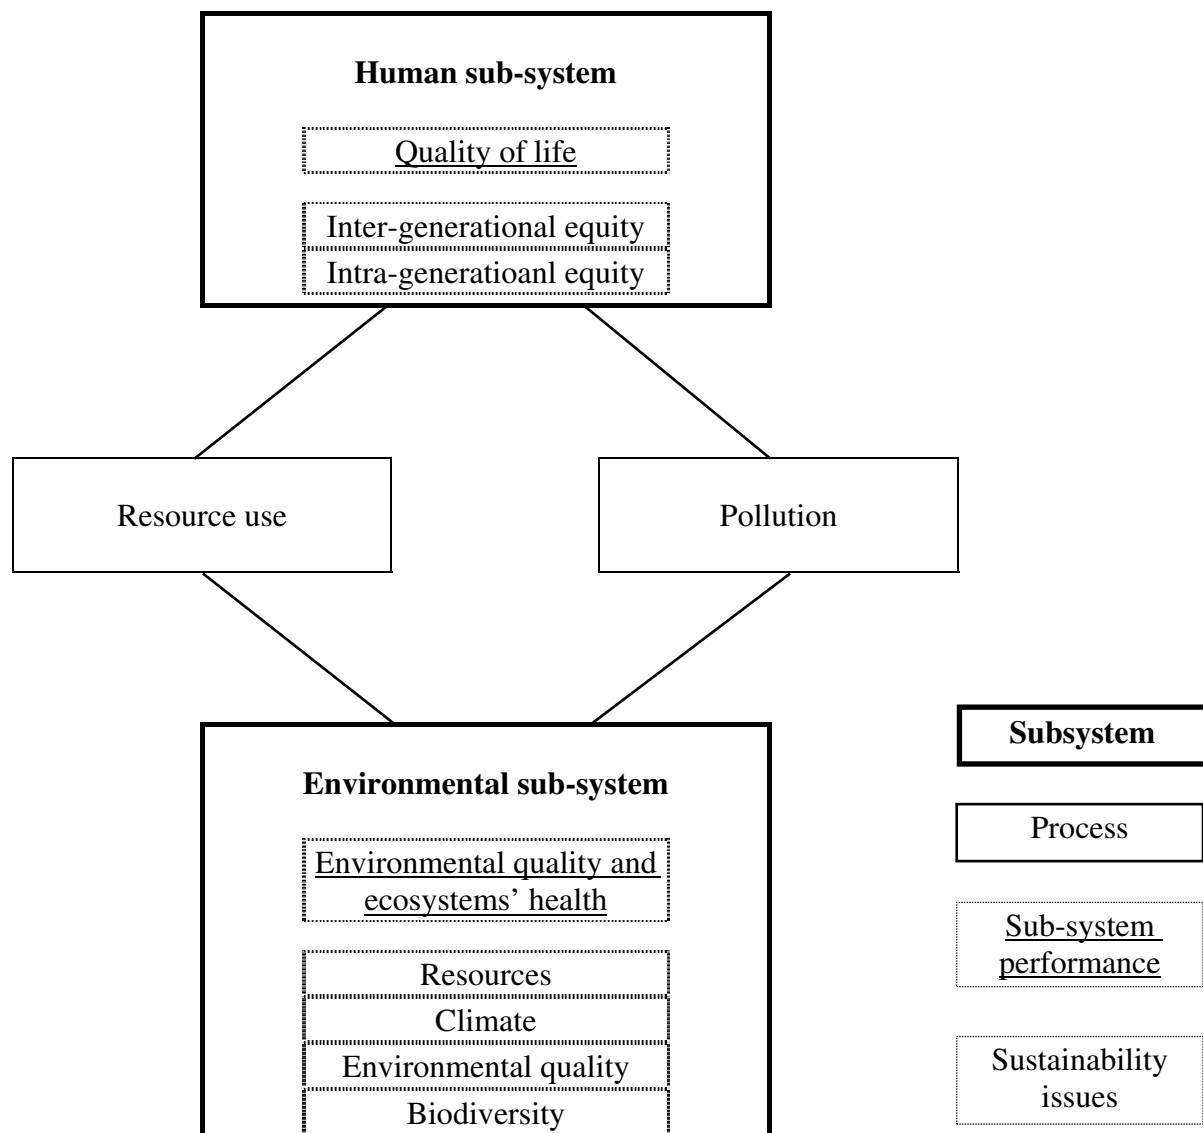 Human sub-system
Quality of life
Inter-generational equity
Intra-generatioanl equity
Resource use
Pollution
Environmental sub-system
Environmental quality and
ecosystems’ health
Resources
Climate
Environmental quality
Biodiversity
Subsystem
Process
Sub-system
performance
Sustainability
issues